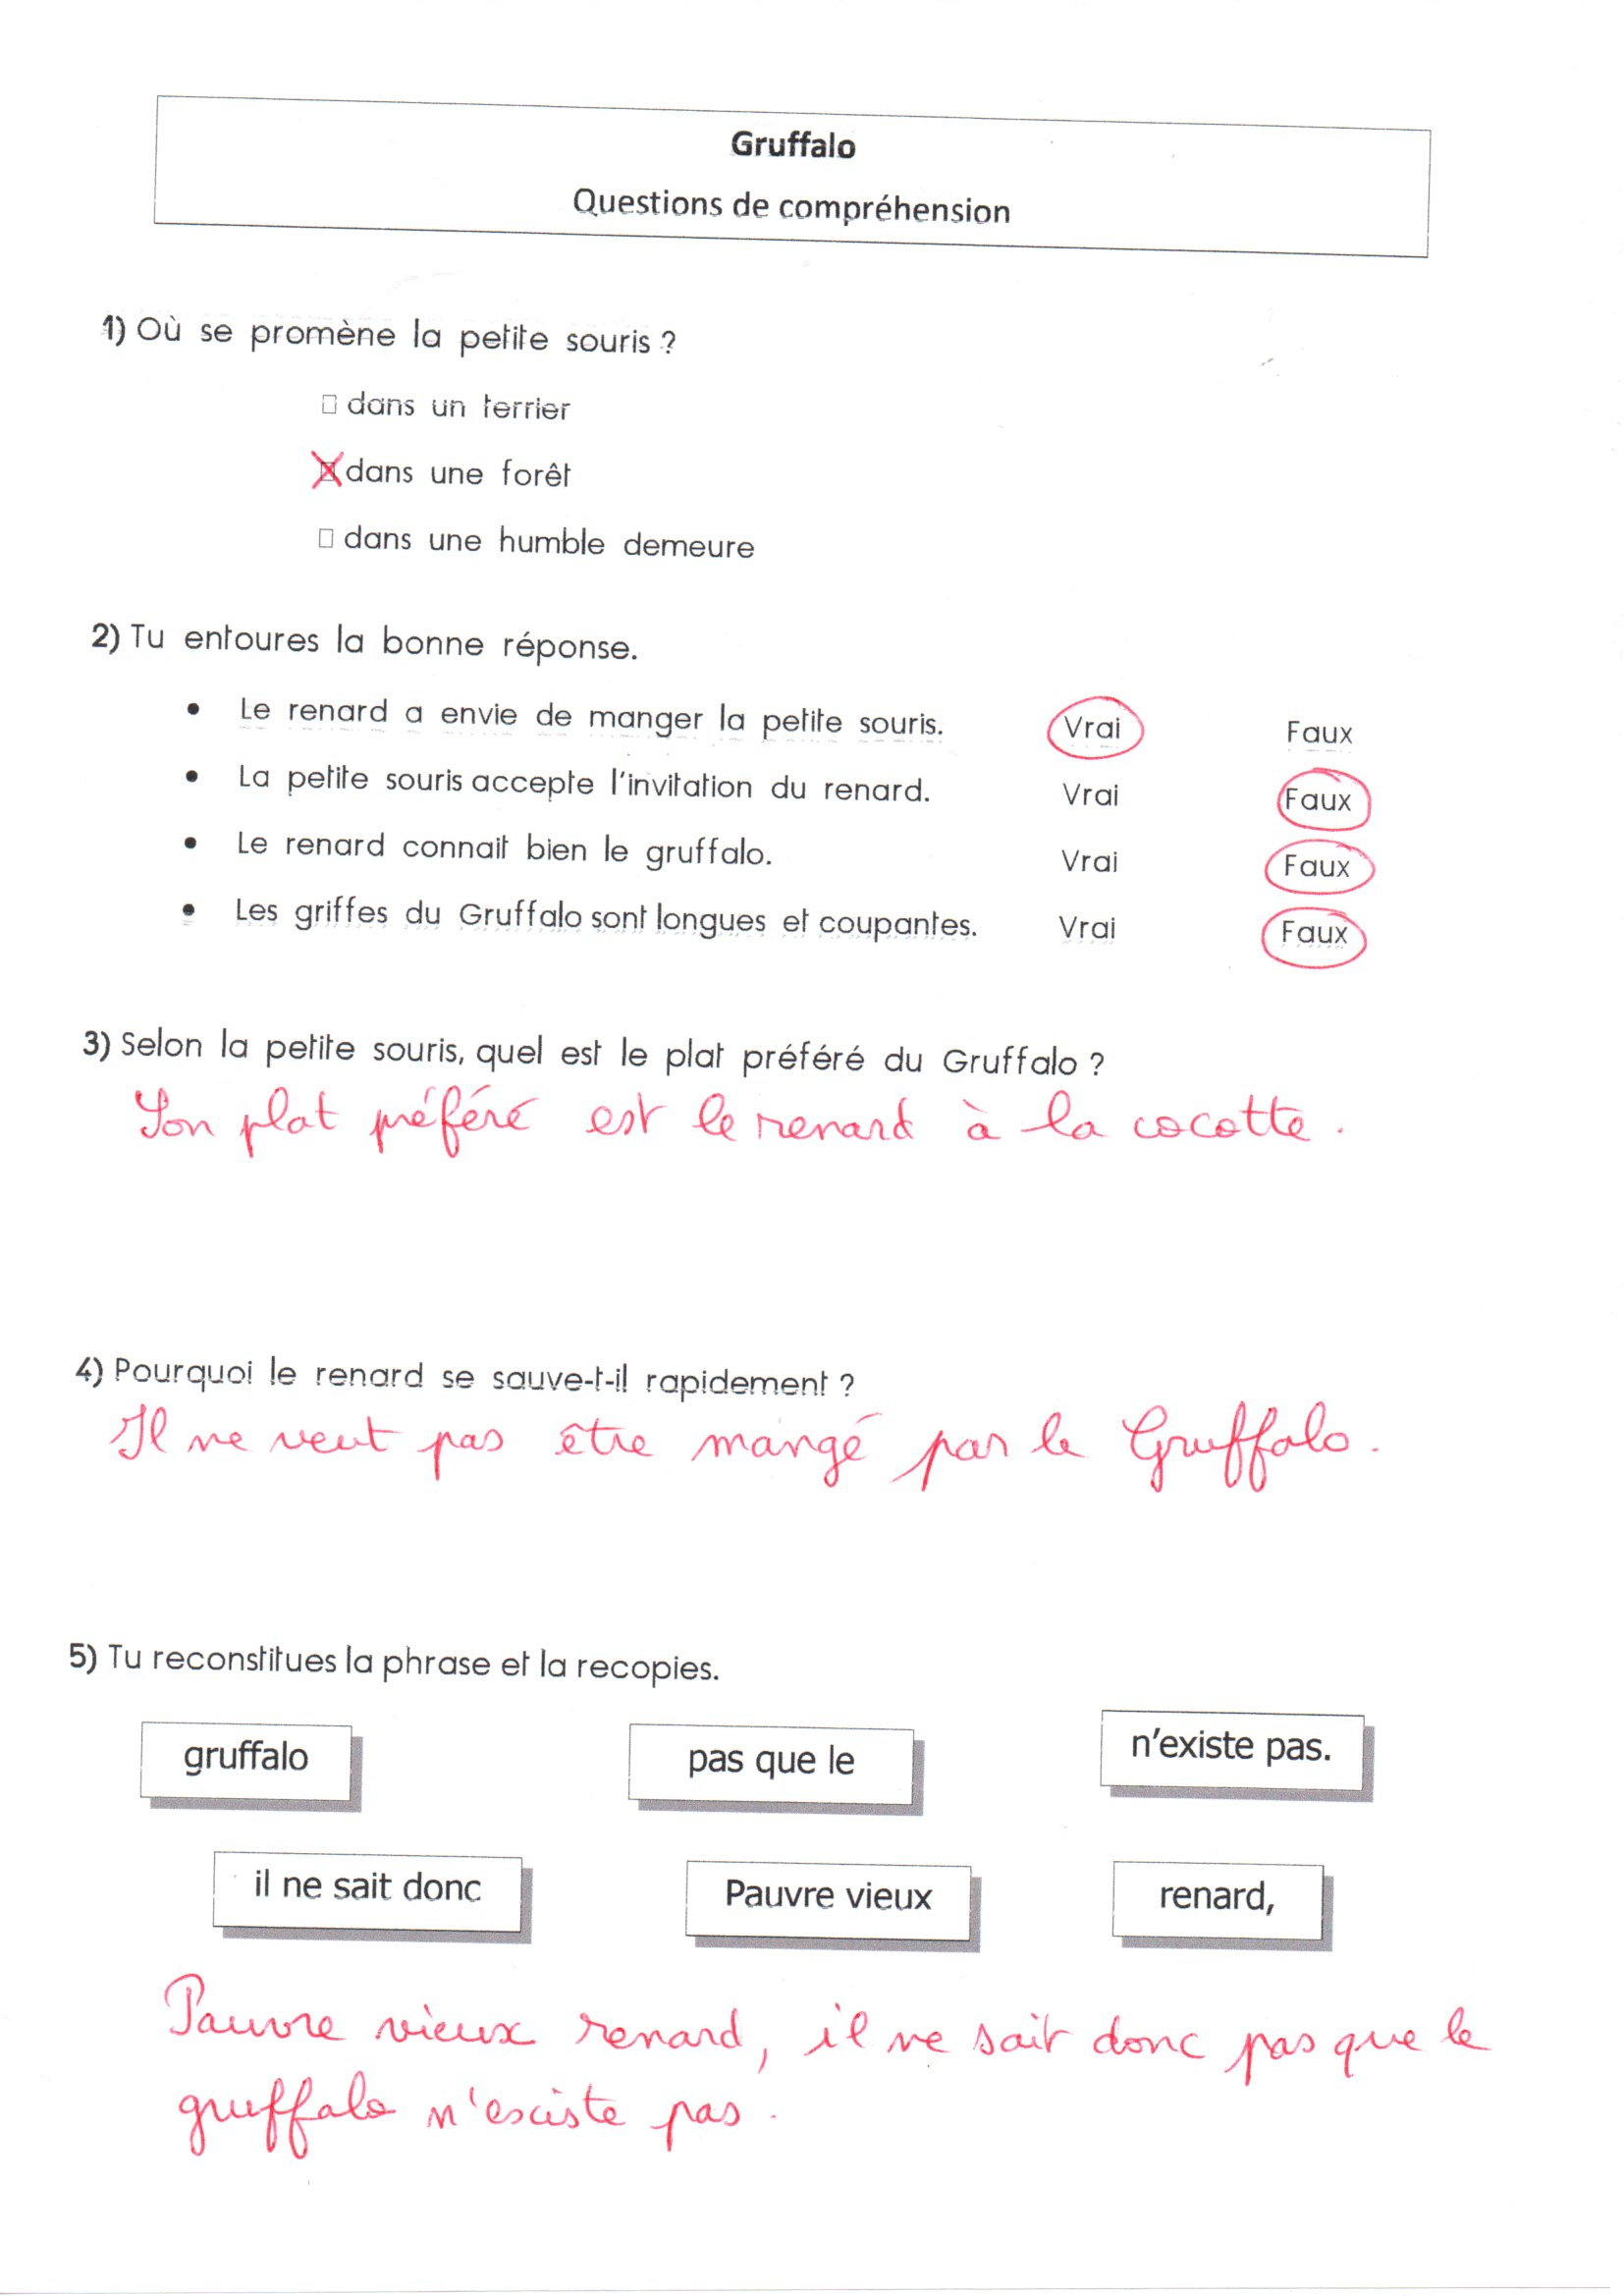 Gruffalo
Questions de compréhension
1) Où se promène la petite souris ?
dans un terrier
dans une forêt
dans une humble demeure
2) Tu entoures la bonne réponse.
• Le renard a envie de manger la petite souris. Vrai Faux
• La petite souris accepte l'invitation du renard. Vrai Faux
• Le renard connait bien le gruffalo. Vrai Faux
• Les griffes du Gruffalo sont longues et coupantes. Vrai Faux
3) Selon la petite souris, quel est le plat préféré du Gruffalo ?
Son plat préféré est le renard à la cocotte.
4) Pourquoi le renard se sauve-t-il rapidement ?
Il ne veut pas être mangé par le Gruffalo.
5) Tu reconstitues la phrase et la recopies.
gruffalo pas que le n'existe pas.
il ne sait donc Pauvre vieux renard,
Pauvre vieux renard, il ne sait donc pas que le
gruffalo n'existe pas.